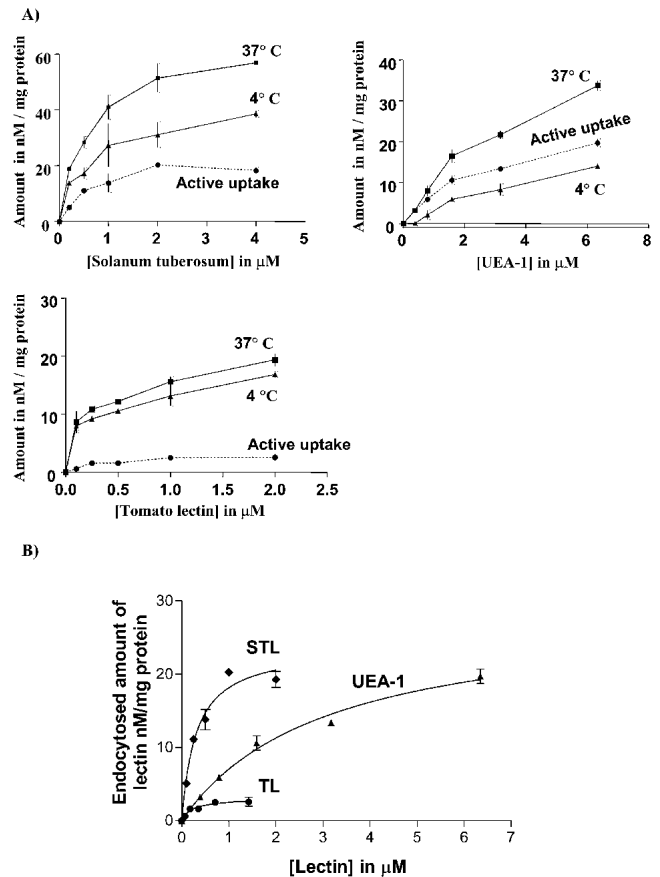 A)
Amount in nM / mg protein
60
40
20
0
37° C
4° C
Active uptake
0 1 2 3 4 5
[Solanum tuberosum] in µM
Amount in nM / mg protein
40
30
20
10
0
37° C
Active uptake
4° C
0 2 4 6 8
[UEA-1] in µM
Amount in nM / mg protein
30
20
10
0
37° C
4 °C
Active uptake
0.0 0.5 1.0 1.5 2.0 2.5
[Tomato lectin] in µM
B)
Endocytosed amount of
lectin nM/mg protein
30
20
10
0
STL
UEA-1
TL
0 1 2 3 4 5 6 7
[Lectin] in µM